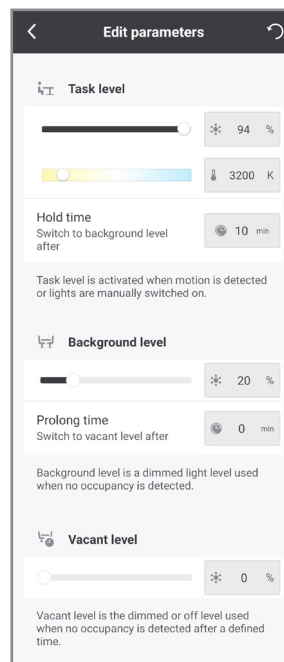 Edit parameters
Task level
94 %
3200 K
Hold time
Switch to background level
after
10 min
Task level is activated when motion is detected
or lights are manually switched on.
Background level
20 %
Prolong time
Switch to vacant level after
0 min
Background level is a dimmed light level used
when no occupancy is detected.
Vacant level
0 %
Vacant level is the dimmed or off level used
when no occupancy is detected after a defined
time.